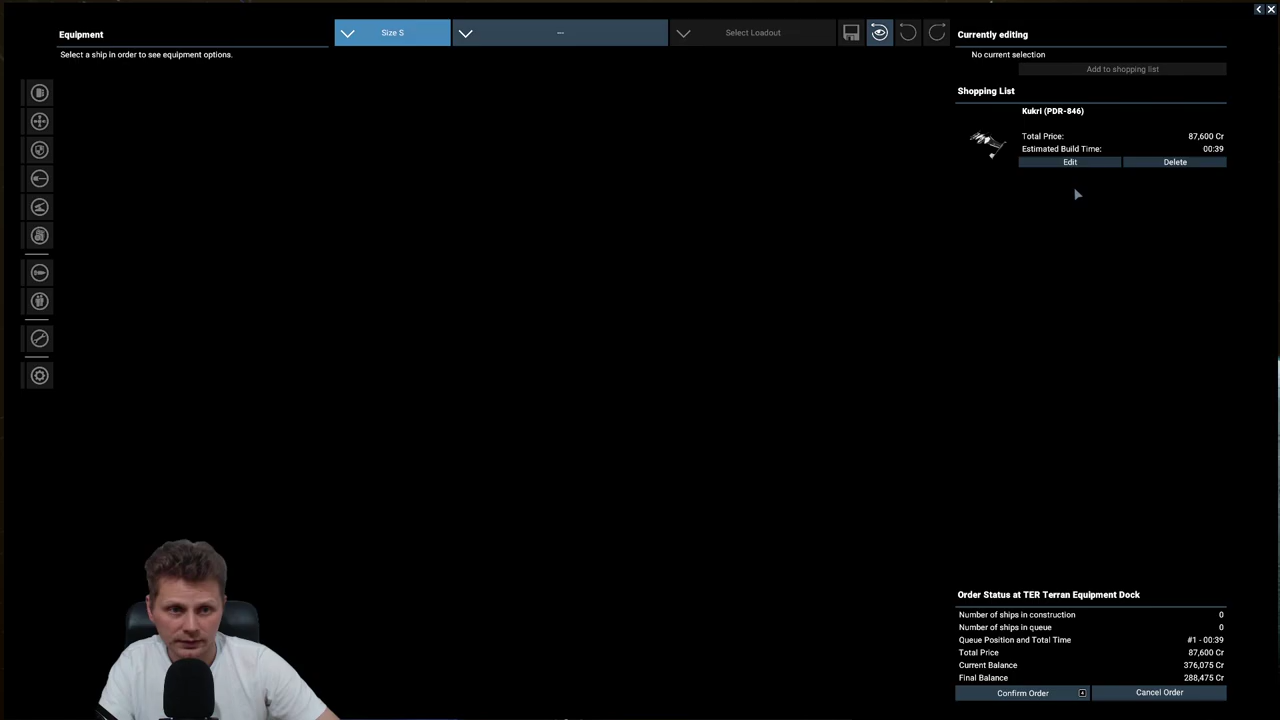 Equipment
Select a ship in order to see equipment options.
Size S
---
Select Loadout
Currently editing
No current selection
Add to shopping list
Shopping List
Kukri (PDR-846)
Total Price: 87,600 Cr
Estimated Build Time: 00:39
Edit Delete
Order Status at TER Terran Equipment Dock
Number of ships in construction 0
Number of ships in queue 0
Queue Position and Total Time #1 - 00:39
Total Price 87,600 Cr
Current Balance 376,075 Cr
Final Balance 288,475 Cr
Confirm Order Cancel Order